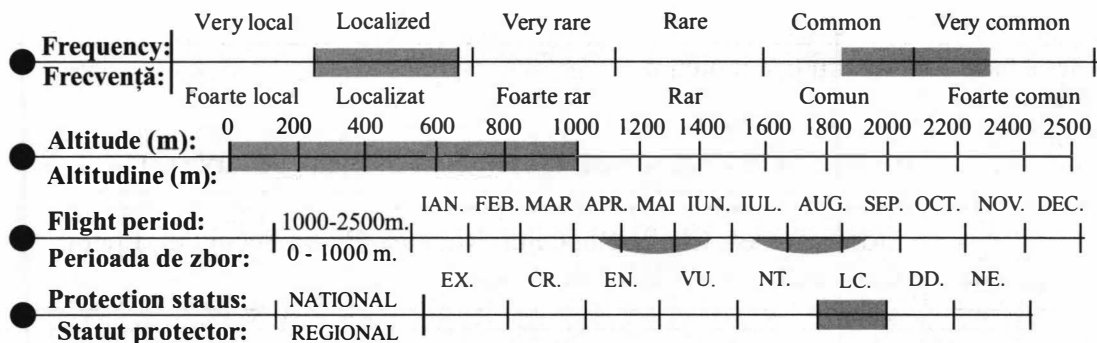 Very local Localized Very rare Rare Common Very common
Frequency:
Frecvență:
Foarte local Localizat Foarte rar Rar Comun Foarte comun
Altitude (m): 0 200 400 600 800 1000 1200 1400 1600 1800 2000 2200 2400 2500
Altitudine (m):
IAN. FEB. MAR APR. MAI IUN. IUL. AUG. SEP. OCT. NOV. DEC.
Flight period: 1000-2500m.
Perioada de zbor: 0 - 1000 m.
EX. CR. EN. VU. NT. LC. DD. NE.
Protection status: NATIONAL
Statut protector: REGIONAL